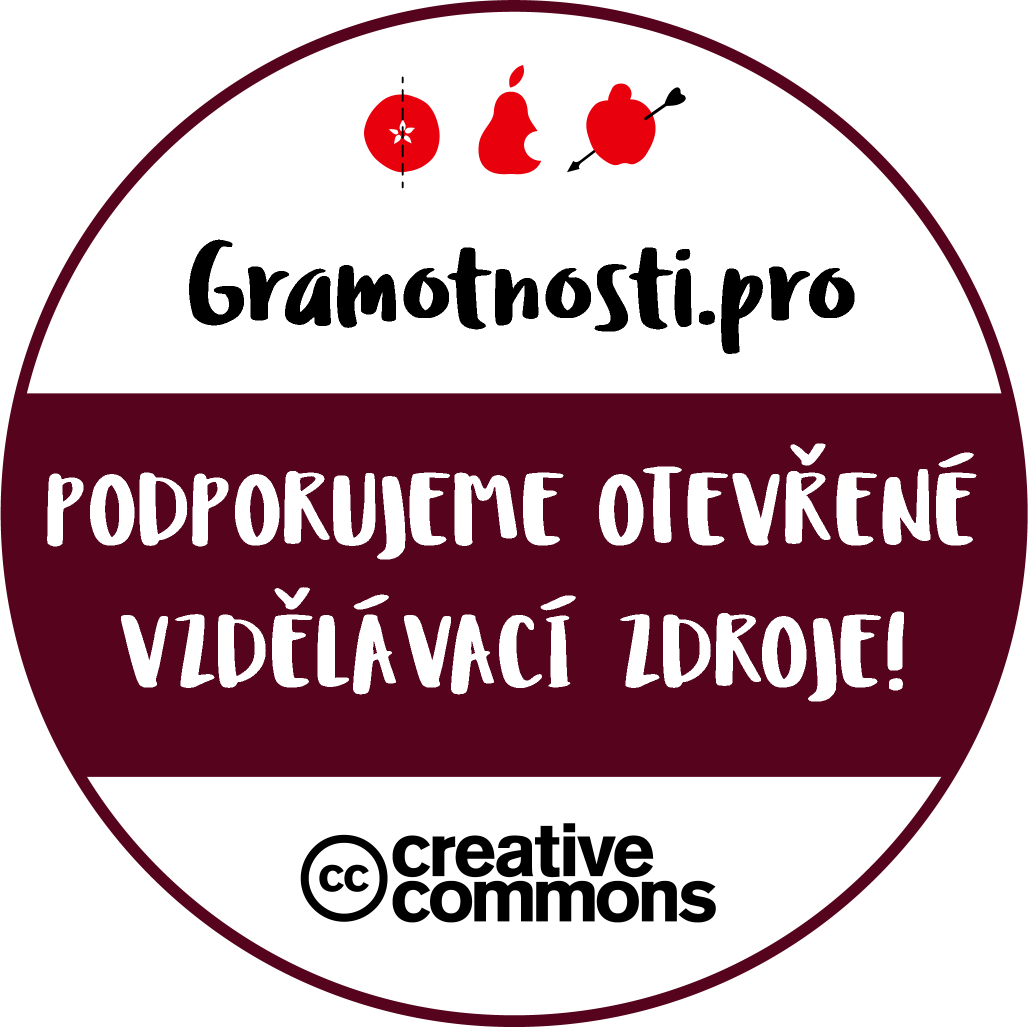 Gramotnosti.pro
PODPORUJEME OTEVŘENÉ
VZDĚLÁVACÍ ZDROJE!
cc creative
commons